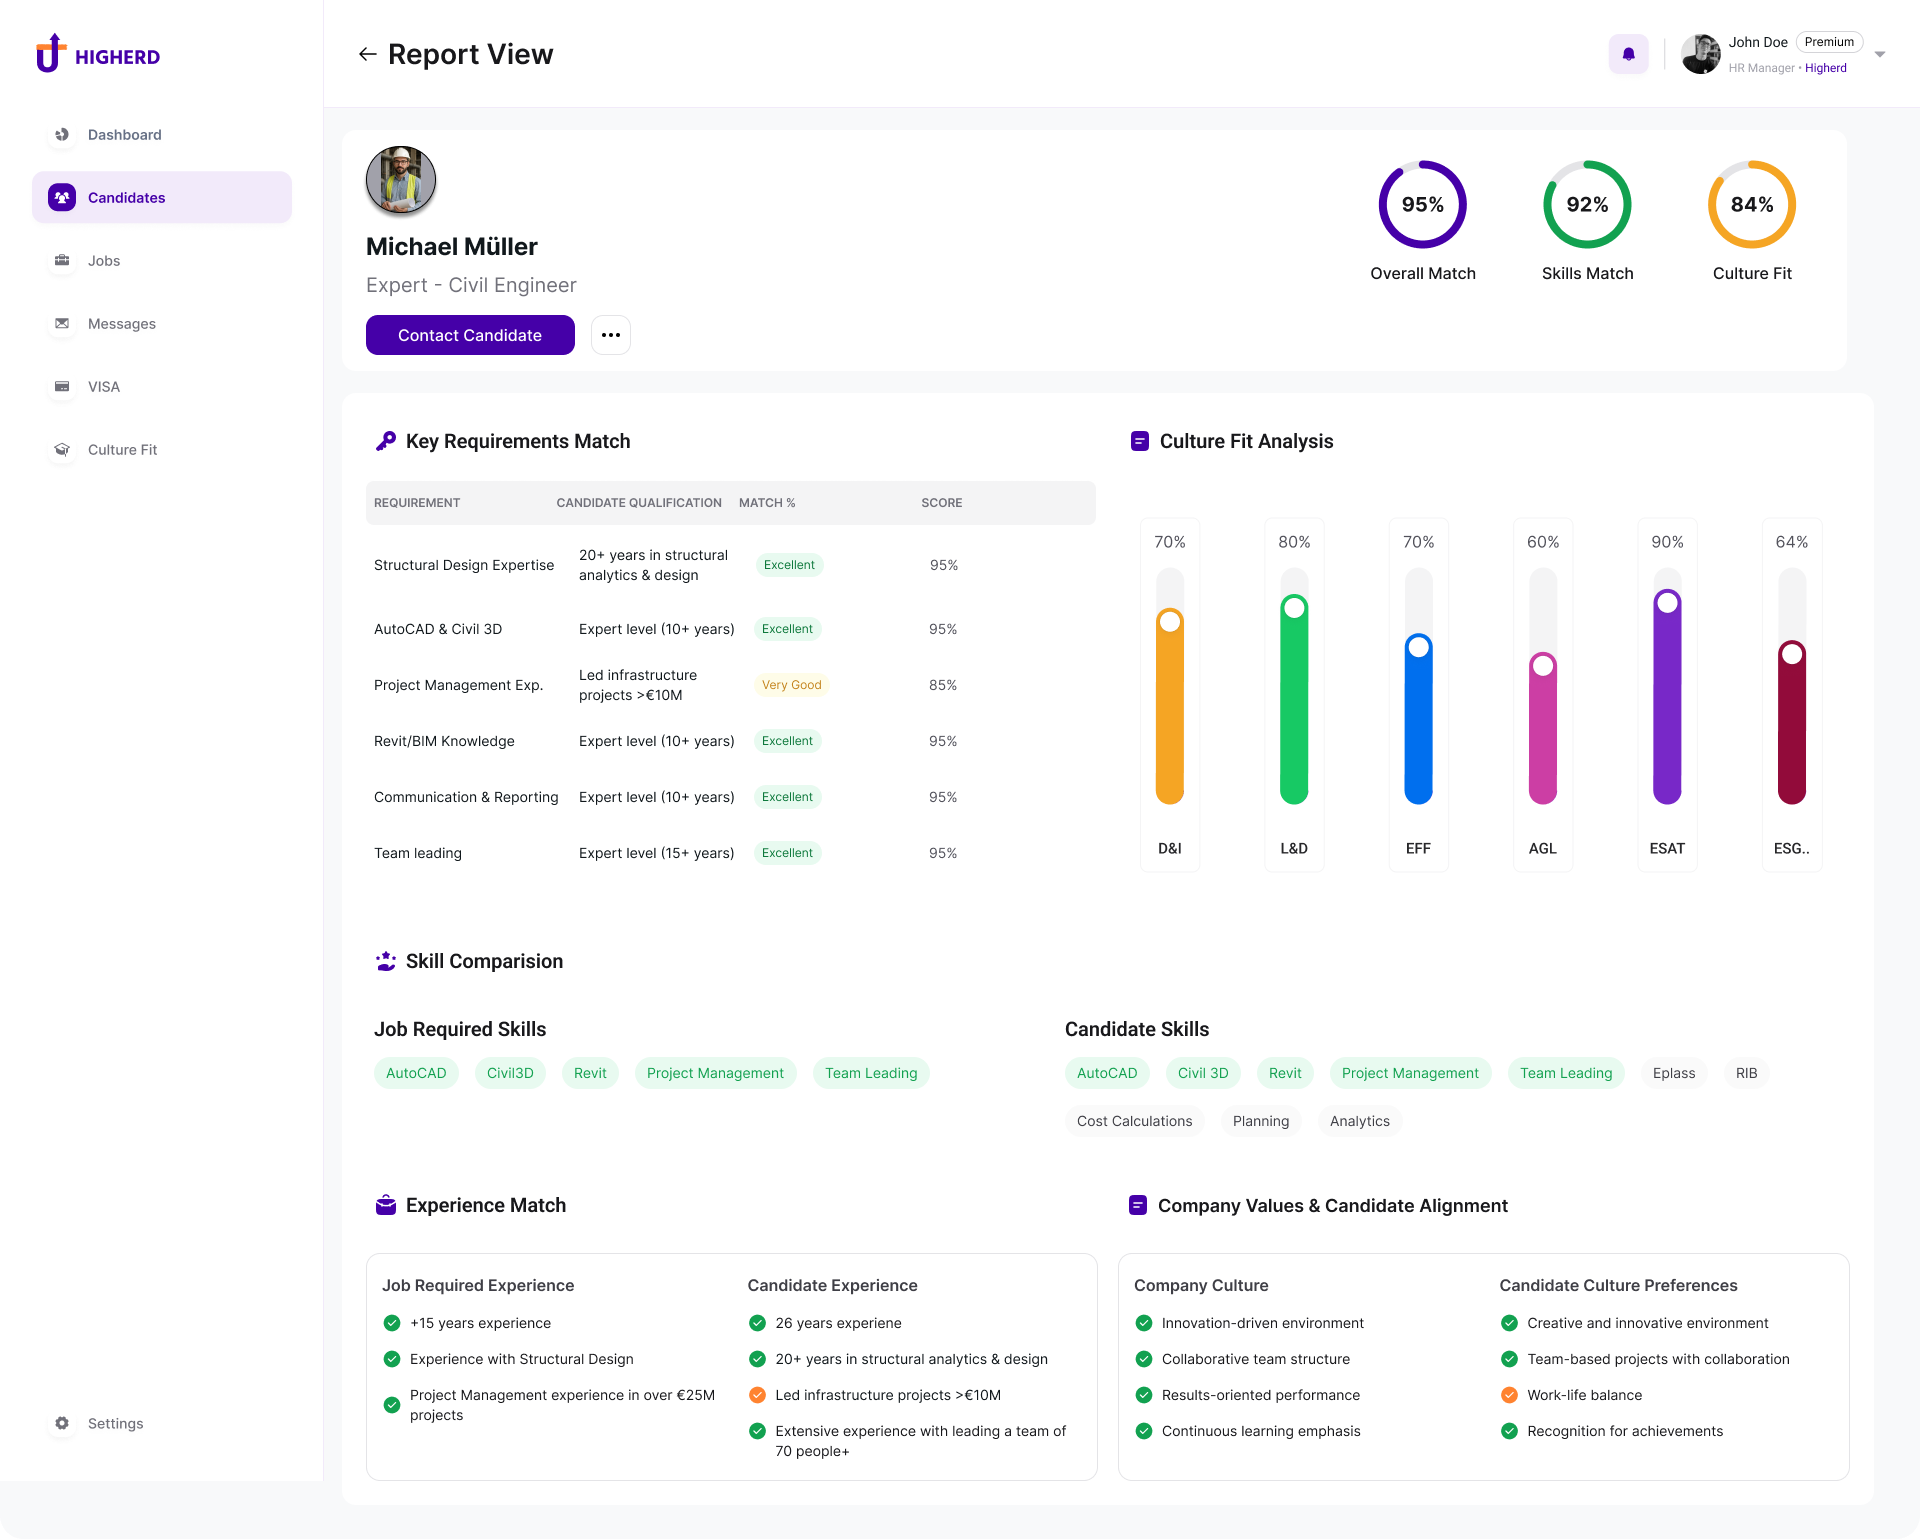 HIGHERD
Dashboard
Candidates
Jobs
Messages
VISA
Culture Fit
Settings
Report View
John Doe
Premium
HR Manager • Higherd
Michael Müller
Expert - Civil Engineer
Contact Candidate
95%
Overall Match
92%
Skills Match
84%
Culture Fit
Key Requirements Match
REQUIREMENT CANDIDATE QUALIFICATION MATCH % SCORE
Structural Design Expertise
20+ years in structural
analytics & design
Excellent
95%
AutoCAD & Civil 3D
Expert level (10+ years)
Excellent
95%
Project Management Exp.
Led infrastructure
projects >€10M
Very Good
85%
Revit/BIM Knowledge
Expert level (10+ years)
Excellent
95%
Communication & Reporting
Expert level (10+ years)
Excellent
95%
Team leading
Expert level (15+ years)
Excellent
95%
Culture Fit Analysis
70% 80% 70% 60% 90% 64%
D&I L&D EFF AGL ESAT ESG..
Skill Comparision
Job Required Skills
AutoCAD Civil3D Revit Project Management Team Leading
Candidate Skills
AutoCAD Civil 3D Revit Project Management Team Leading Eplass RIB
Cost Calculations Planning Analytics
Experience Match
Job Required Experience
+15 years experience
Experience with Structural Design
Project Management experience in over €25M
projects
Candidate Experience
26 years experiene
20+ years in structural analytics & design
Led infrastructure projects >€10M
Extensive experience with leading a team of
70 people+
Company Values & Candidate Alignment
Company Culture
Innovation-driven environment
Collaborative team structure
Results-oriented performance
Continuous learning emphasis
Candidate Culture Preferences
Creative and innovative environment
Team-based projects with collaboration
Work-life balance
Recognition for achievements